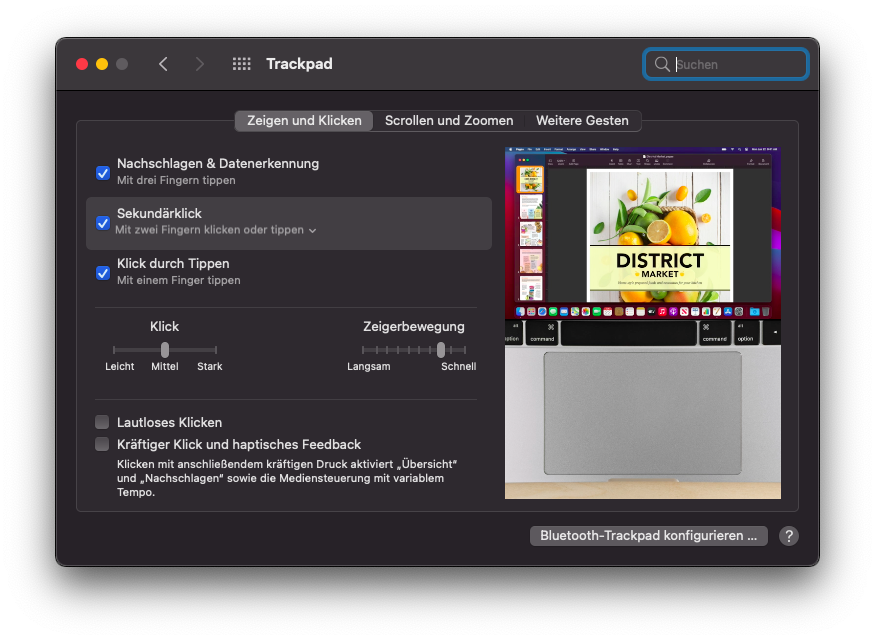 Trackpad
Suchen
Zeigen und Klicken
Scrollen und Zoomen
Weitere Gesten
Nachschlagen & Datenerkennung
Mit drei Fingern tippen
Sekundärklick
Mit zwei Fingern klicken oder tippen
Klick durch Tippen
Mit einem Finger tippen
Klick
Leicht
Mittel
Stark
Zeigerbewegung
Langsam
Schnell
Lautloses Klicken
Kräftiger Klick und haptisches Feedback
Klicken mit anschließendem kräftigen Druck aktiviert „Übersicht“
und „Nachschlagen“ sowie die Mediensteuerung mit variablem
Tempo.
DISTRICT
MARKET
command
command
option
Bluetooth-Trackpad konfigurieren ...
?